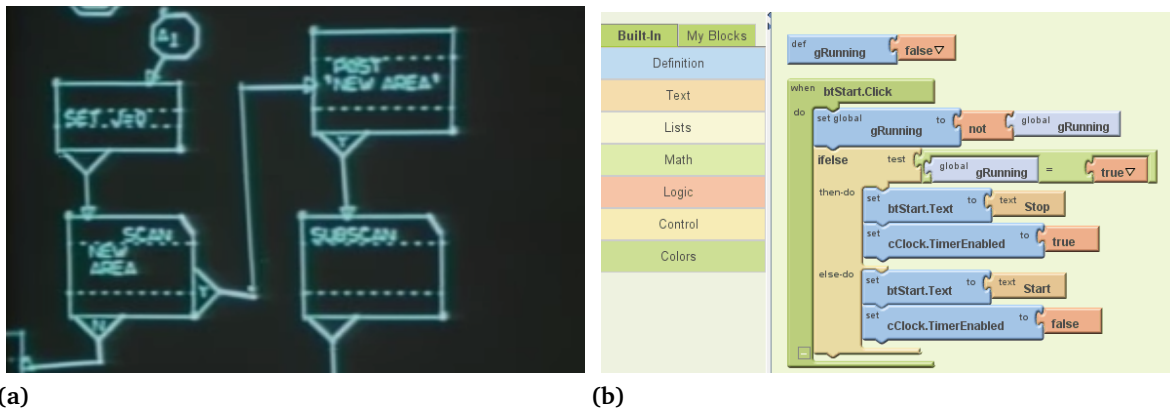 Δ1
SET J=0
SCAN
NEW
AREA
T
N
POST
"NEW AREA"
T
SUBSCAN
(a)
Built-In My Blocks
Definition
Text
Lists
Math
Logic
Control
Colors
def gRunning false
when btStart.Click
do set global gRunning to not global gRunning
ifelse test global gRunning = true
then-do set btStart.Text to text Stop
set cClock.TimerEnabled to true
else-do set btStart.Text to text Start
set cClock.TimerEnabled to false
(b)